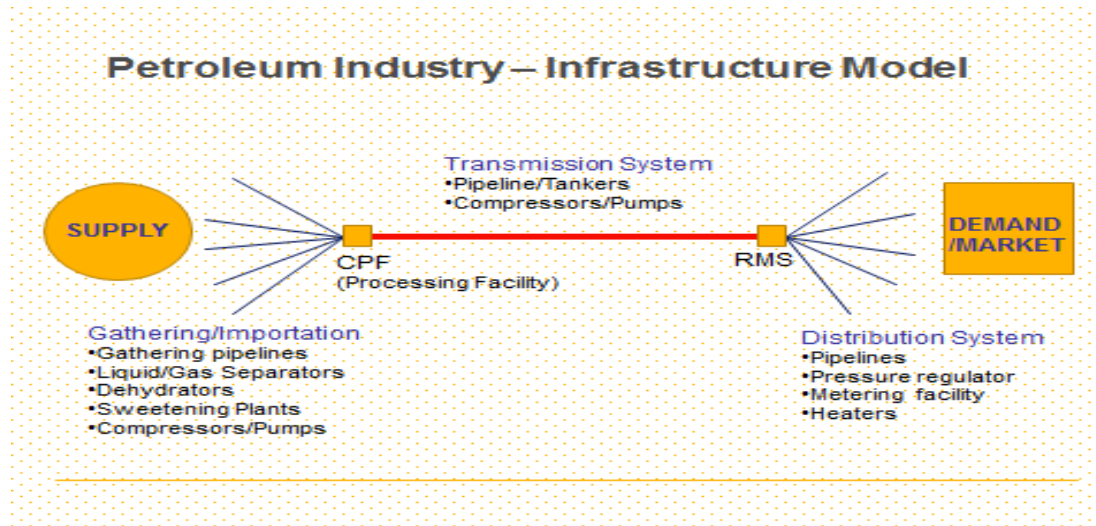 Petroleum Industry – Infrastructure Model
Transmission System
•Pipeline/Tankers
•Compressors/Pumps
SUPPLY
DEMAND
/MARKET
CPF
(Processing Facility)
RMS
Gathering/Importation
•Gathering pipelines
•Liquid/Gas Separators
•Dehydrators
•Sweetening Plants
•Compressors/Pumps
Distribution System
•Pipelines
•Pressure regulator
•Metering facility
•Heaters